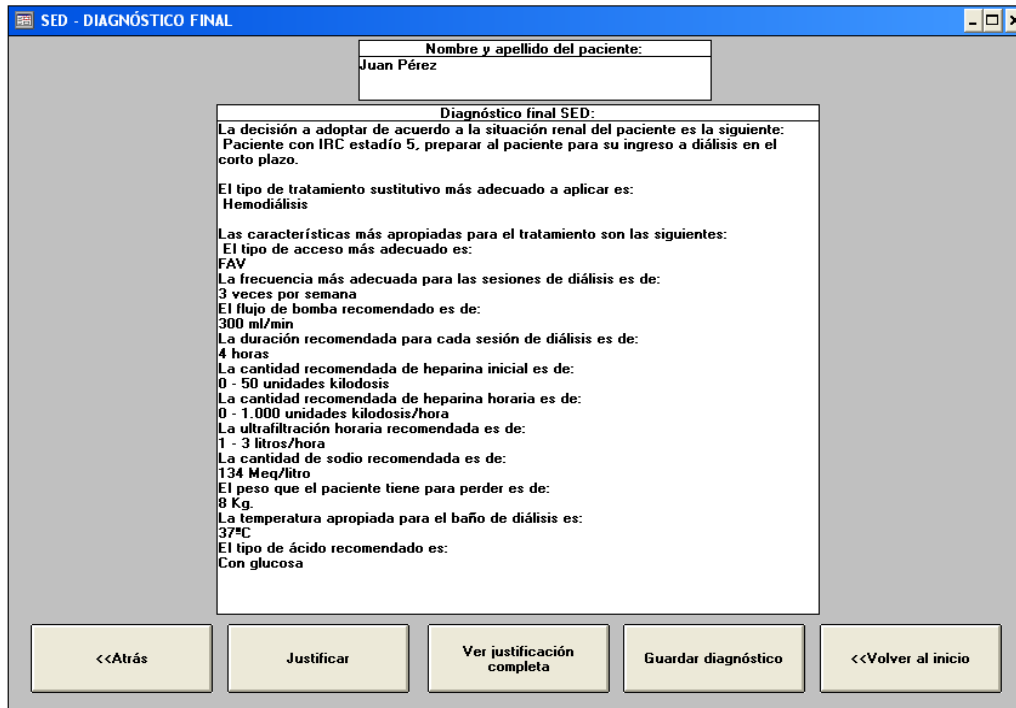 SED - DIAGNÓSTICO FINAL
Nombre y apellido del paciente:
Juan Pérez
Diagnóstico final SED:
La decisión a adoptar de acuerdo a la situación renal del paciente es la siguiente:
Paciente con IRC estadío 5, preparar al paciente para su ingreso a diálisis en el
corto plazo.
El tipo de tratamiento sustitutivo más adecuado a aplicar es:
Hemodiálisis
Las características más apropiadas para el tratamiento son las siguientes:
El tipo de acceso más adecuado es:
FAV
La frecuencia más adecuada para las sesiones de diálisis es de:
3 veces por semana
El flujo de bomba recomendado es de:
300 ml/min
La duración recomendada para cada sesión de diálisis es de:
4 horas
La cantidad recomendada de heparina inicial es de:
0 - 50 unidades kilodosis
La cantidad recomendada de heparina horaria es de:
0 - 1.000 unidades kilodosis/hora
La ultrafiltración horaria recomendada es de:
1 - 3 litros/hora
La cantidad de sodio recomendada es de:
134 Meq/litro
El peso que el paciente tiene para perder es de:
8 Kg.
La temperatura apropiada para el baño de diálisis es:
37ºC
El tipo de ácido recomendado es:
Con glucosa
<<Atrás
Justificar
Ver justificación
completa
Guardar diagnóstico
<<Volver al inicio